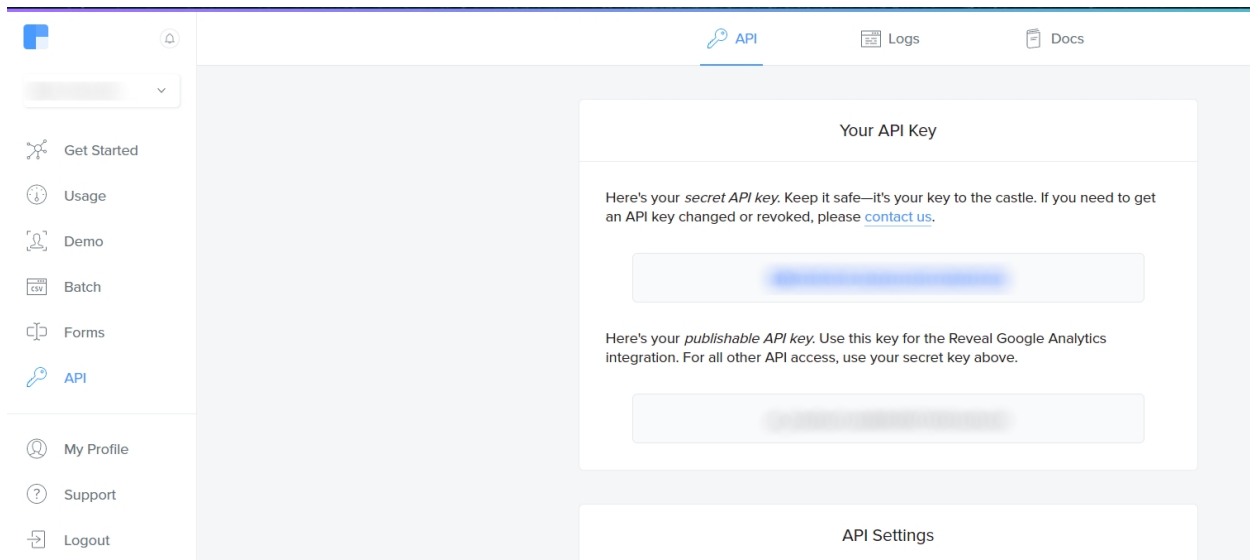 API
Logs
Docs
Get Started
Usage
Demo
CSV
Batch
Forms
API
My Profile
Support
Logout
Your API Key
Here's your secret API key. Keep it safe—it's your key to the castle. If you need to get
an API key changed or revoked, please contact us.
Here's your publishable API key. Use this key for the Reveal Google Analytics
integration. For all other API access, use your secret key above.
API Settings